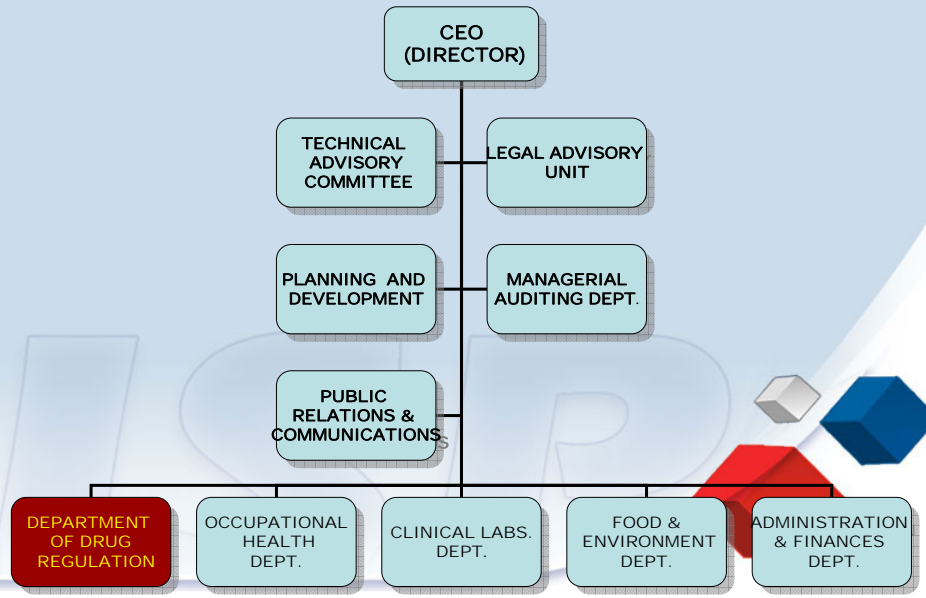 CEO
(DIRECTOR)
TECHNICAL
ADVISORY
COMMITTEE
LEGAL ADVISORY
UNIT
PLANNING AND
DEVELOPMENT
MANAGERIAL
AUDITING DEPT.
PUBLIC
RELATIONS &
COMMUNICATIONS
DEPARTMENT
OF DRUG
REGULATION
OCCUPATIONAL
HEALTH
DEPT.
CLINICAL LABS.
DEPT.
FOOD &
ENVIRONMENT
DEPT.
ADMINISTRATION
& FINANCES
DEPT.
ISP